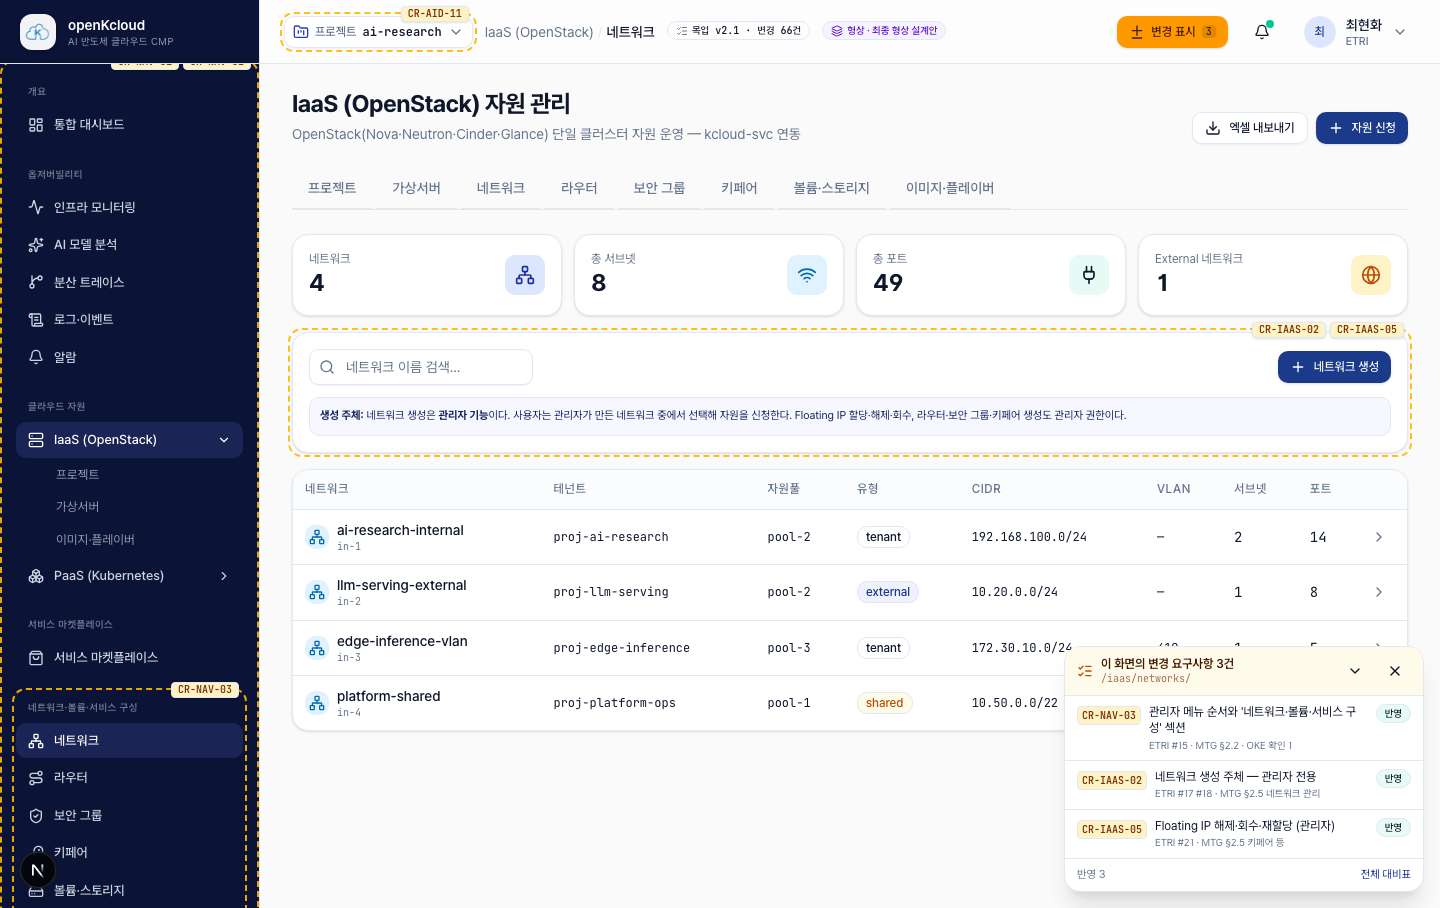 openKcloud
AI 반도체 클라우드 CMP
개요
통합 대시보드
옵저버빌리티
인프라 모니터링
AI 모델 분석
분산 트레이스
로그·이벤트
알람
클라우드 자원
IaaS (OpenStack)
프로젝트
가상서버
이미지·플레이버
PaaS (Kubernetes)
서비스 마켓플레이스
서비스 마켓플레이스
CR-NAV-03
네트워크·볼륨·서비스 구성
네트워크
라우터
보안 그룹
키페어
볼륨·스토리지
CR-AID-11
프로젝트 ai-research
IaaS (OpenStack) / 네트워크
목업 v2.1 · 변경 66건
형상 · 최종 형상 설계안
변경 표시 3
최
최현화
ETRI
IaaS (OpenStack) 자원 관리
OpenStack(Nova·Neutron·Cinder·Glance) 단일 클러스터 자원 운영 — kcloud-svc 연동
엑셀 내보내기
자원 신청
프로젝트 가상서버 네트워크 라우터 보안 그룹 키페어 볼륨·스토리지 이미지·플레이버
네트워크
4
총 서브넷
8
총 포트
49
External 네트워크
1
CR-IAAS-02 CR-IAAS-05
네트워크 이름 검색...
네트워크 생성
생성 주체: 네트워크 생성은 관리자 기능이다. 사용자는 관리자가 만든 네트워크 중에서 선택해 자원을 신청한다. Floating IP 할당·해제·회수, 라우터·보안 그룹·키페어 생성도 관리자 권한이다.
네트워크 테넌트 자원풀 유형 CIDR VLAN 서브넷 포트
ai-research-internal
in-1
proj-ai-research pool-2 tenant 192.168.100.0/24 — 2 14
llm-serving-external
in-2
proj-llm-serving pool-2 external 10.20.0.0/24 — 1 8
edge-inference-vlan
in-3
proj-edge-inference pool-3 tenant 172.30.10.0/24
platform-shared
in-4
proj-platform-ops pool-1 shared 10.50.0.0/22
이 화면의 변경 요구사항 3건
/iaas/networks/
CR-NAV-03 관리자 메뉴 순서와 '네트워크·볼륨·서비스 구성' 섹션 반영
ETRI #15 · MTG §2.2 · OKE 확인 1
CR-IAAS-02 네트워크 생성 주체 — 관리자 전용 반영
ETRI #17 #18 · MTG §2.5 네트워크 관리
CR-IAAS-05 Floating IP 해제·회수·재할당 (관리자) 반영
ETRI #21 · MTG §2.5 키페어 등
반영 3
전체 대비표
N